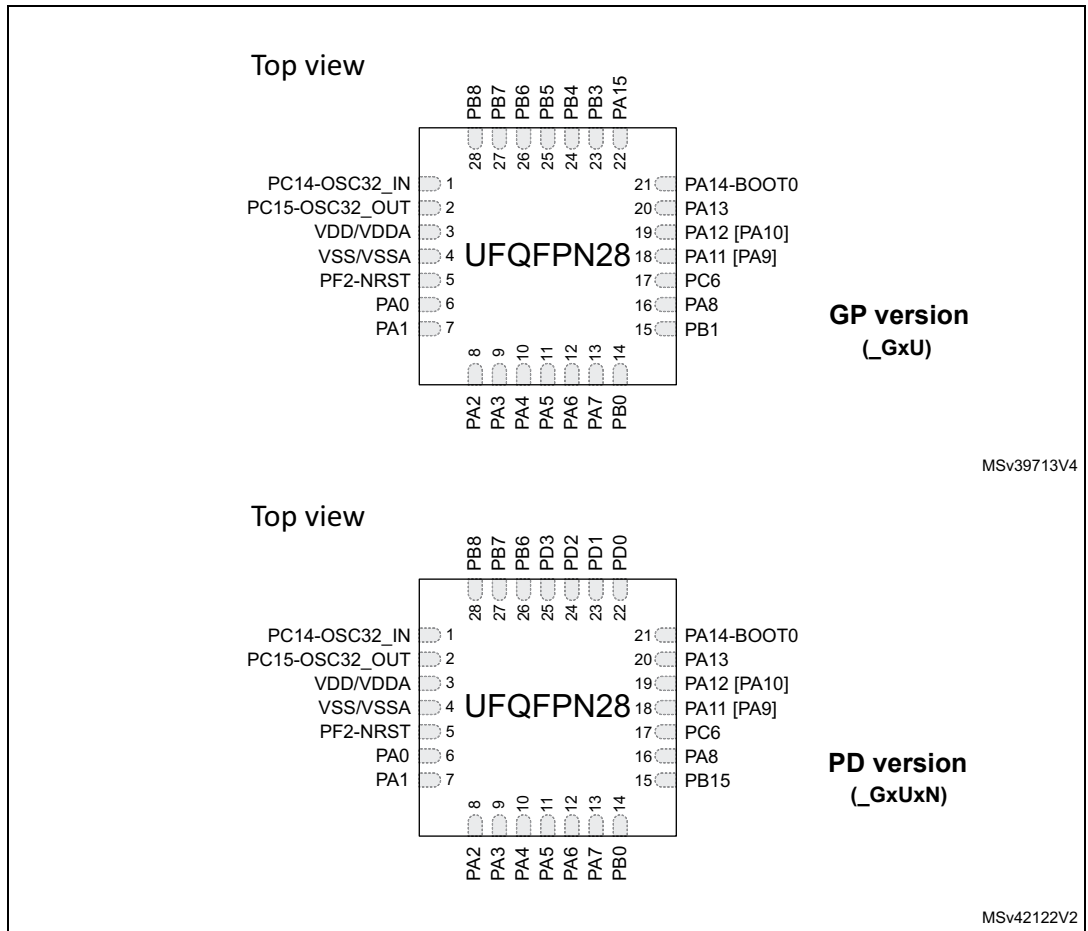 Top view
PB8 PB7 PB6 PB5 PB4 PB3 PA15
28 27 26 25 24 23 22
PC14-OSC32_IN 1 21 PA14-BOOT0
PC15-OSC32_OUT 2 20 PA13
VDD/VDDA 3 19 PA12 [PA10]
VSS/VSSA 4 UFQFPN28 18 PA11 [PA9]
PF2-NRST 5 17 PC6
PA0 6 16 PA8
PA1 7 15 PB1
8 9 10 11 12 13 14
PA2 PA3 PA4 PA5 PA6 PA7 PB0
GP version
(_GxU)
MSv39713V4
Top view
PB8 PB7 PB6 PD3 PD2 PD1 PD0
28 27 26 25 24 23 22
PC14-OSC32_IN 1 21 PA14-BOOT0
PC15-OSC32_OUT 2 20 PA13
VDD/VDDA 3 19 PA12 [PA10]
VSS/VSSA 4 UFQFPN28 18 PA11 [PA9]
PF2-NRST 5 17 PC6
PA0 6 16 PA8
PA1 7 15 PB15
8 9 10 11 12 13 14
PA2 PA3 PA4 PA5 PA6 PA7 PB0
PD version
(_GxUxN)
MSv42122V2